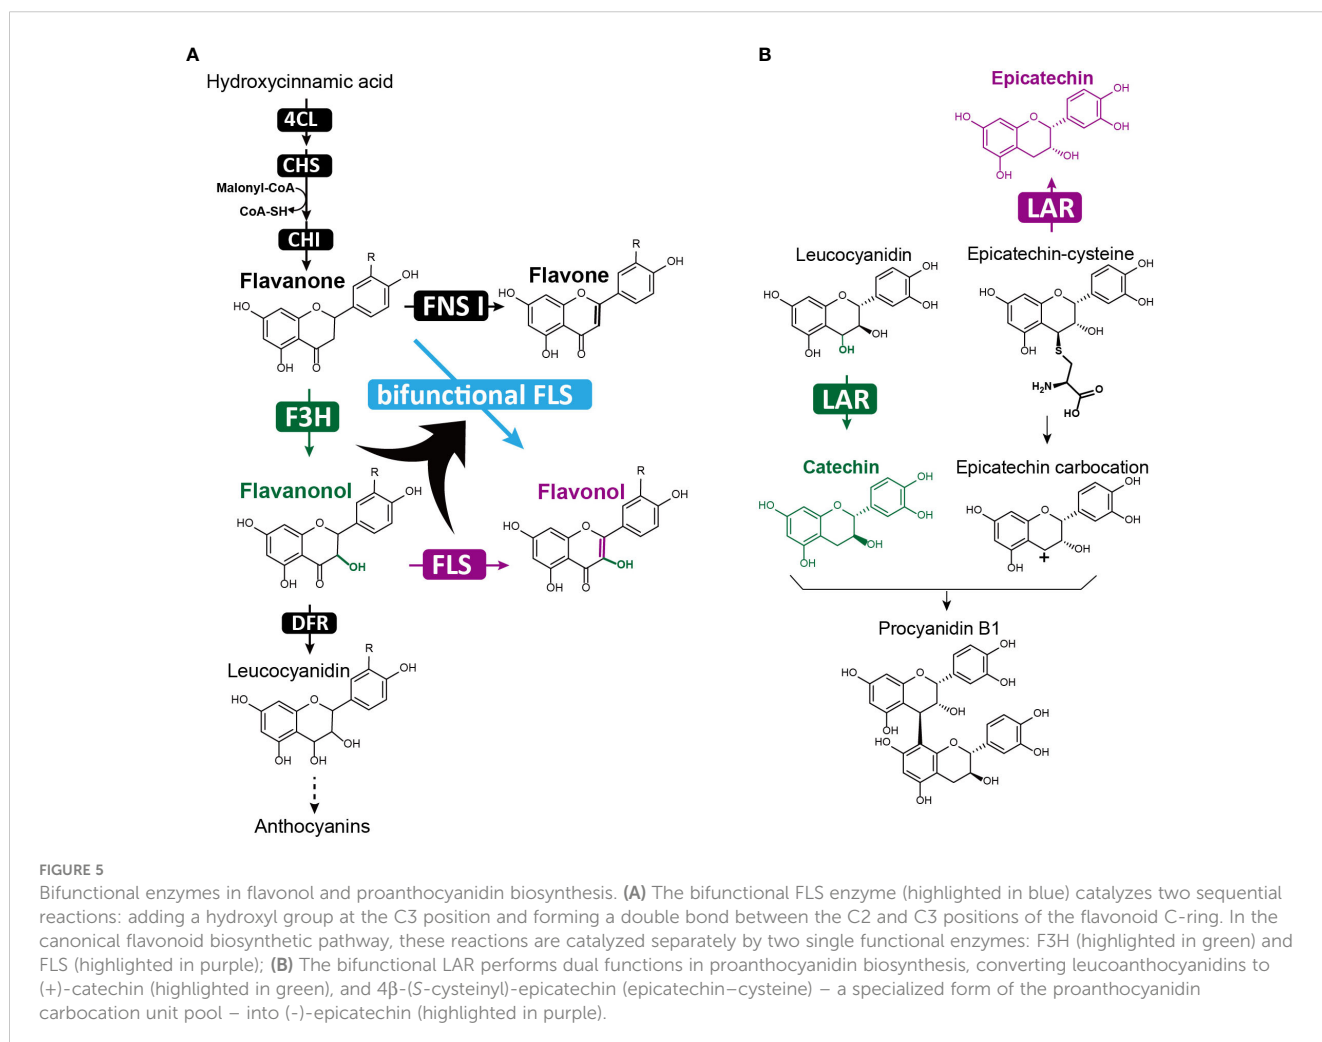 A
Hydroxycinnamic acid
4CL
CHS
Malonyl-CoA
CoA-SH
CHI
Flavanone
R
OH
HO
O
OH
O
FNS I
Flavone
R
OH
HO
O
OH
O
bifunctional FLS
F3H
Flavanonol
R
OH
HO
O
OH
OH
O
FLS
Flavonol
R
OH
HO
O
OH
OH
O
DFR
Leucocyanidin
R
OH
HO
O
OH
OH
OH
Anthocyanins
B
Epicatechin
OH
HO
O
OH
OH
OH
LAR
Leucocyanidin
OH
HO
O
OH
OH
OH
OH
LAR
Catechin
OH
HO
O
OH
OH
OH
Epicatechin-cysteine
OH
HO
O
OH
OH
OH
S
H₂N
O
HO
Epicatechin carbocation
OH
HO
O
OH
OH
OH
+
Procyanidin B1
OH
HO
O
OH
OH
OH
OH
HO
O
OH
OH
OH
FIGURE 5
Bifunctional enzymes in flavonol and proanthocyanidin biosynthesis. (A) The bifunctional FLS enzyme (highlighted in blue) catalyzes two sequential
reactions: adding a hydroxyl group at the C3 position and forming a double bond between the C2 and C3 positions of the flavonoid C-ring. In the
canonical flavonoid biosynthetic pathway, these reactions are catalyzed separately by two single functional enzymes: F3H (highlighted in green) and
FLS (highlighted in purple); (B) The bifunctional LAR performs dual functions in proanthocyanidin biosynthesis, converting leucoanthocyanidins to
(+)-catechin (highlighted in green), and 4β-(S-cysteinyl)-epicatechin (epicatechin–cysteine) – a specialized form of the proanthocyanidin
carbocation unit pool – into (-)-epicatechin (highlighted in purple).